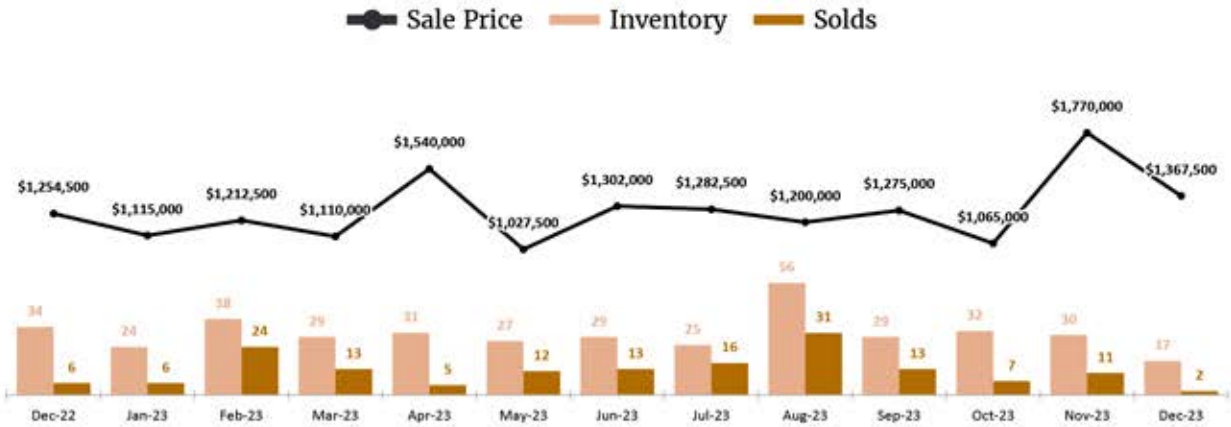 Sale Price Inventory Solds
$1,254,500 $1,115,000 $1,212,500 $1,110,000 $1,540,000 $1,027,500 $1,302,000 $1,282,500 $1,200,000 $1,275,000 $1,065,000 $1,770,000 $1,367,500
34 6 24 6 38 24 29 13 31 5 27 12 29 13 25 16 56 31 29 13 32 7 30 11 17 2
Dec-22 Jan-23 Feb-23 Mar-23 Apr-23 May-23 Jun-23 Jul-23 Aug-23 Sep-23 Oct-23 Nov-23 Dec-23